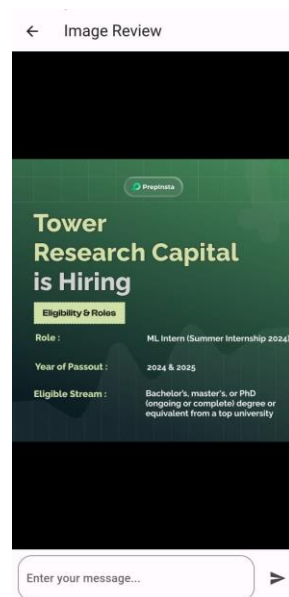 Image Review
PrepInsta
Tower
Research Capital
is Hiring
Eligibility & Roles
Role :
ML Intern (Summer Internship 2024)
Year of Passout :
2024 & 2025
Eligible Stream :
Bachelor's, master's, or PhD
(ongoing or complete) degree or
equivalent from a top university
Enter your message...